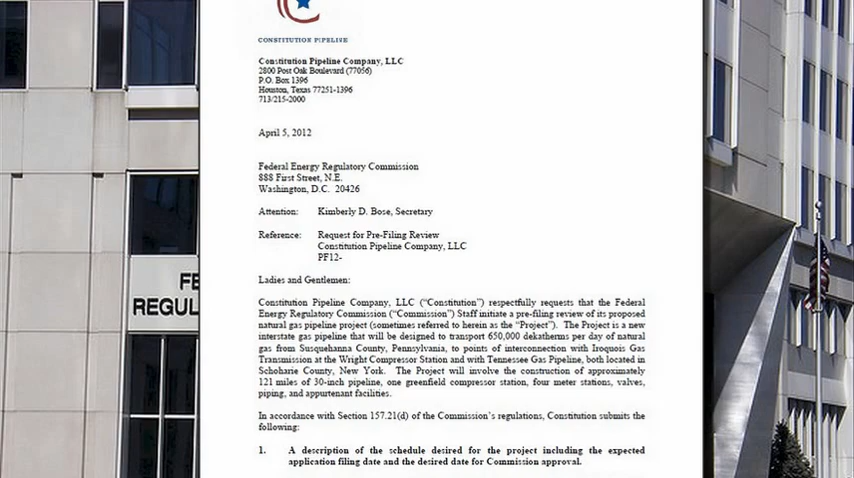 CONSTITUTION PIPELINE
Constitution Pipeline Company, LLC
2800 Post Oak Boulevard (77056)
P.O. Box 1396
Houston, Texas 77251-1396
713/215-2000
April 5, 2012
Federal Energy Regulatory Commission
888 First Street, N.E.
Washington, D.C. 20426
Attention: Kimberly D. Bose, Secretary
Reference: Request for Pre-Filing Review
Constitution Pipeline Company, LLC
PF12-
Ladies and Gentlemen:
Constitution Pipeline Company, LLC (“Constitution”) respectfully requests that the Federal
Energy Regulatory Commission (“Commission”) Staff initiate a pre-filing review of its proposed
natural gas pipeline project (sometimes referred to herein as the “Project”). The Project is a new
interstate gas pipeline that will be designed to transport 650,000 dekatherms per day of natural
gas from Susquehanna County, Pennsylvania, to points of interconnection with Iroquois Gas
Transmission at the Wright Compressor Station and with Tennessee Gas Pipeline, both located in
Schoharie County, New York. The Project will involve the construction of approximately
121 miles of 30-inch pipeline, one greenfield compressor station, four meter stations, valves,
piping, and appurtenant facilities.
In accordance with Section 157.21(d) of the Commission’s regulations, Constitution submits the
following:
1. A description of the schedule desired for the project including the expected
application filing date and the desired date for Commission approval.
FE
REGUL